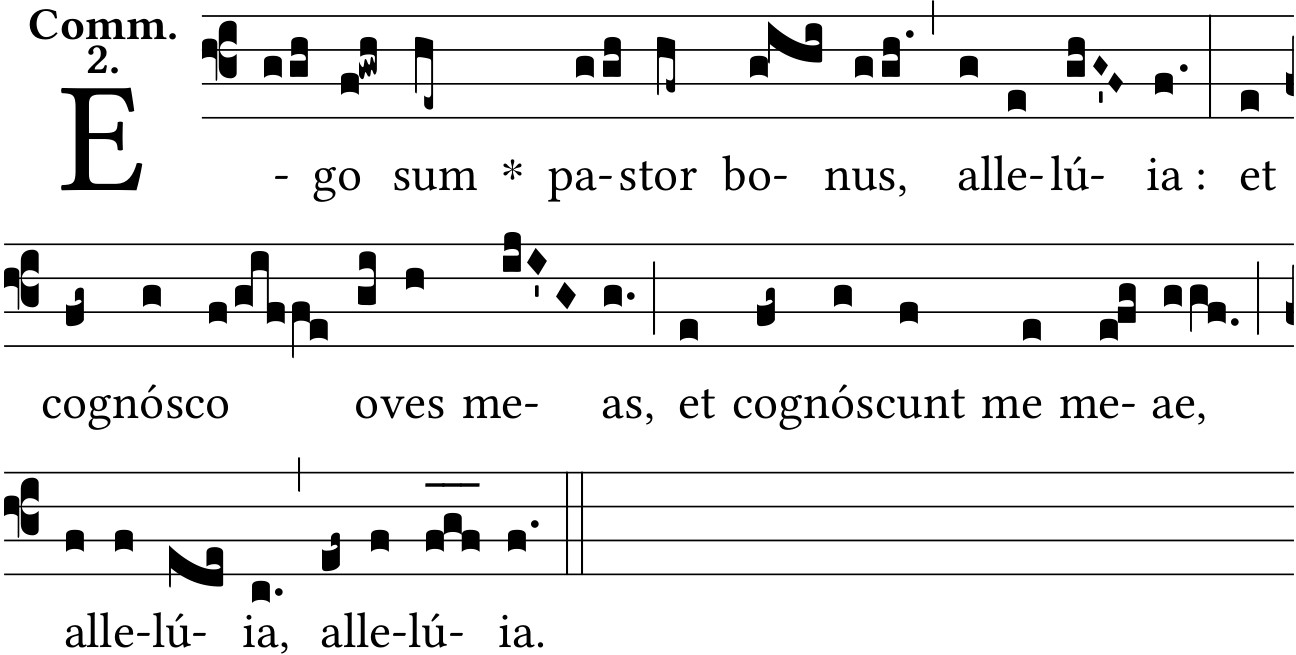 Comm.
2.
E - go sum * pa-stor bo- nus, alle-lú- ia : et
cognósco oves me- as, et cognóscunt me me- ae,
alle-lú- ia, alle-lú- ia.